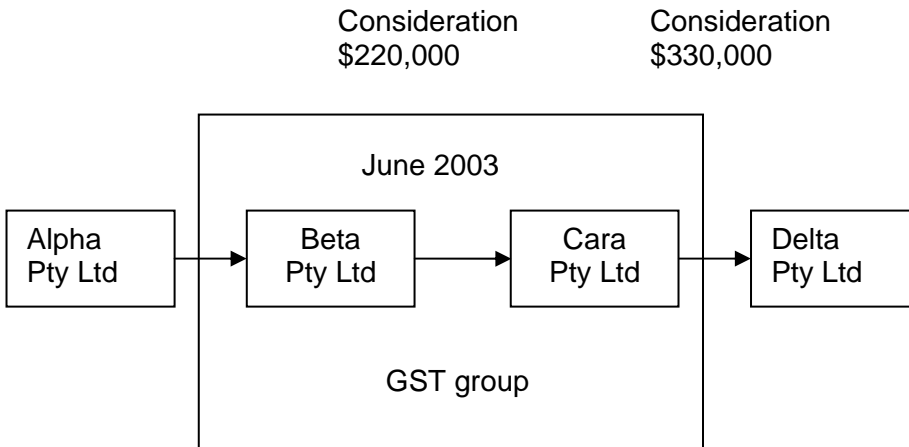 Consideration
$220,000
Consideration
$330,000
June 2003
Alpha
Pty Ltd
Beta
Pty Ltd
Cara
Pty Ltd
Delta
Pty Ltd
GST group